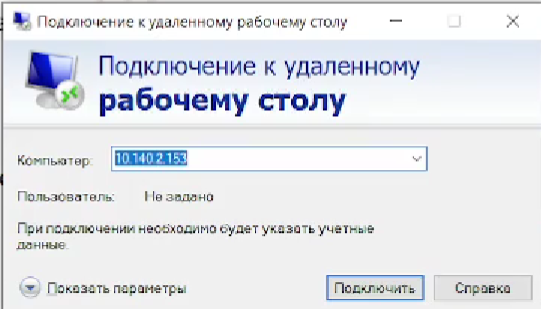 Подключение к удаленному рабочему столу
Подключение к удаленному
рабочему столу
Компьютер: 10.140.2.153
Пользователь: Не задано
При подключении необходимо будет указать учетные
данные.
Показать параметры Подключить Справка